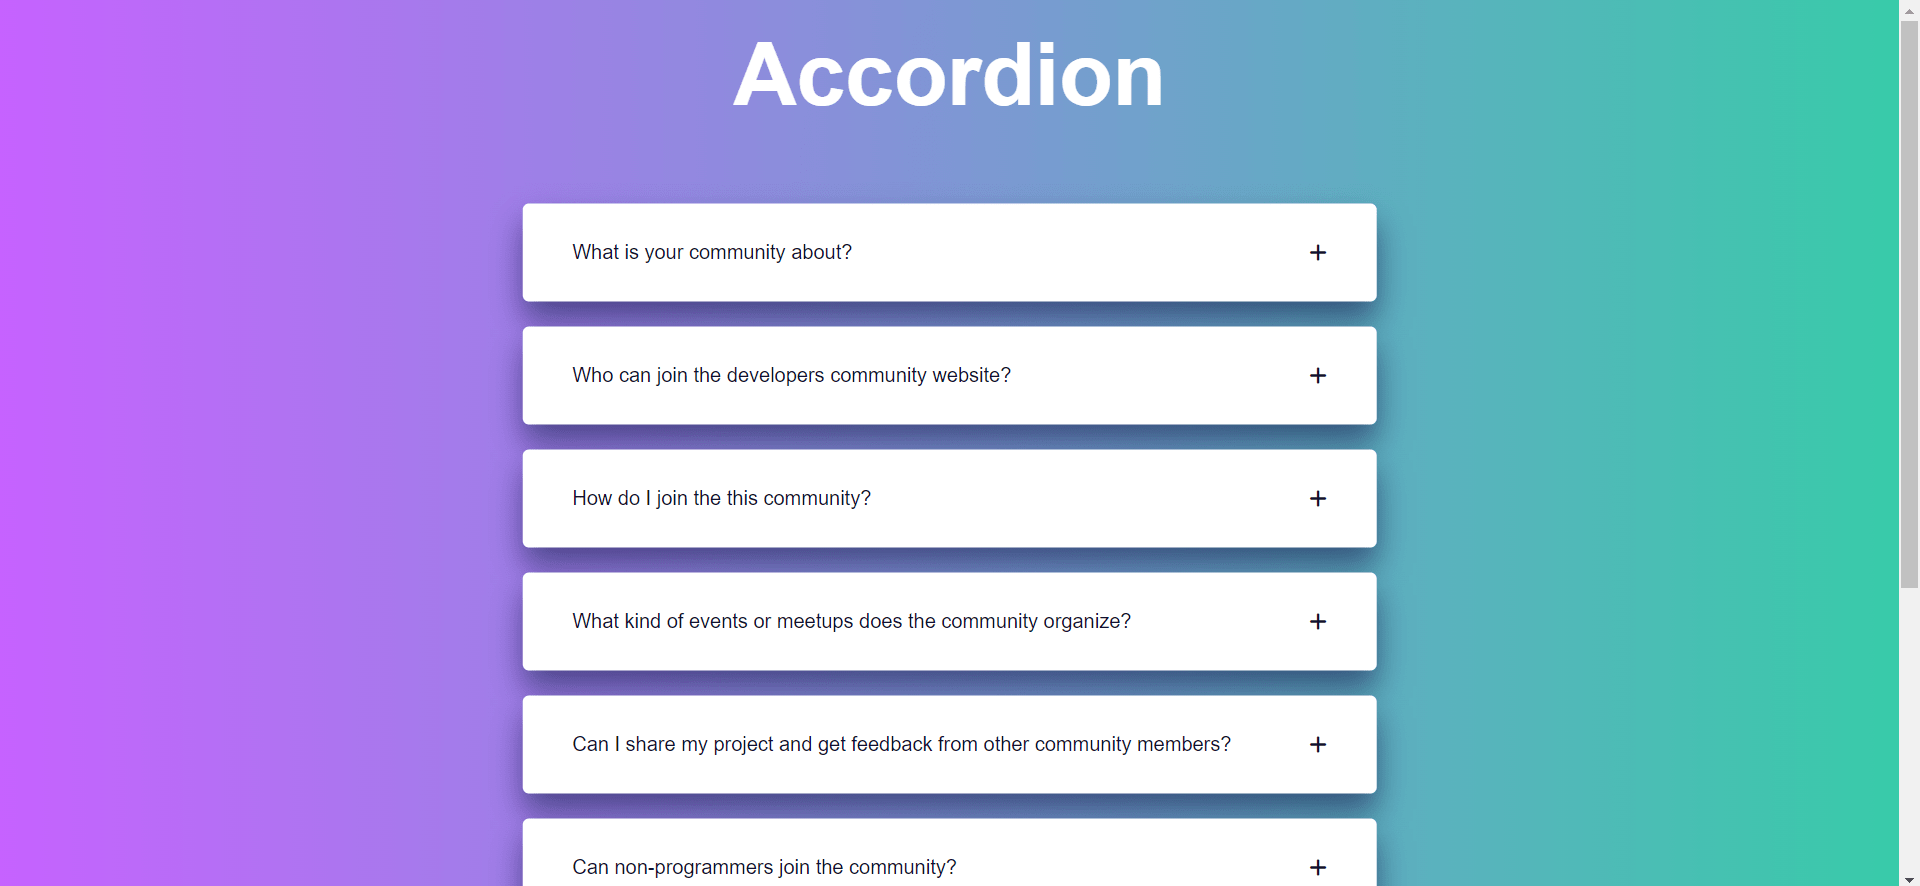 Accordion
What is your community about?
Who can join the developers community website?
How do I join the this community?
What kind of events or meetups does the community organize?
Can I share my project and get feedback from other community members?
Can non-programmers join the community?